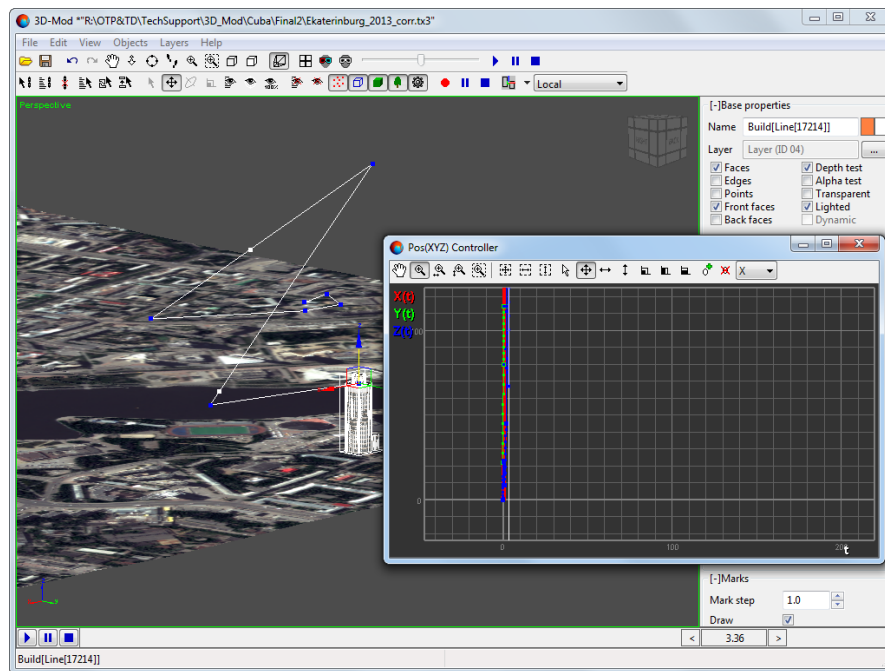 3D-Mod *"R:\OTP&TD\TechSupport\3D_Mod\Cuba\Final2\Ekaterinburg_2013_corr.tx3"
File Edit View Objects Layers Help
Local
Perspective
[-]Base properties
Name Build[Line[17214]]
Layer Layer (ID 04) ...
Faces Depth test
Edges Alpha test
Points Transparent
Front faces Lighted
Back faces Dynamic
Pos(XYZ) Controller
X
X(t)
Y(t)
Z(t)
0
0 100 200
t
[-]Marks
Mark step 1.0
Draw
< 3.36 >
Build[Line[17214]]